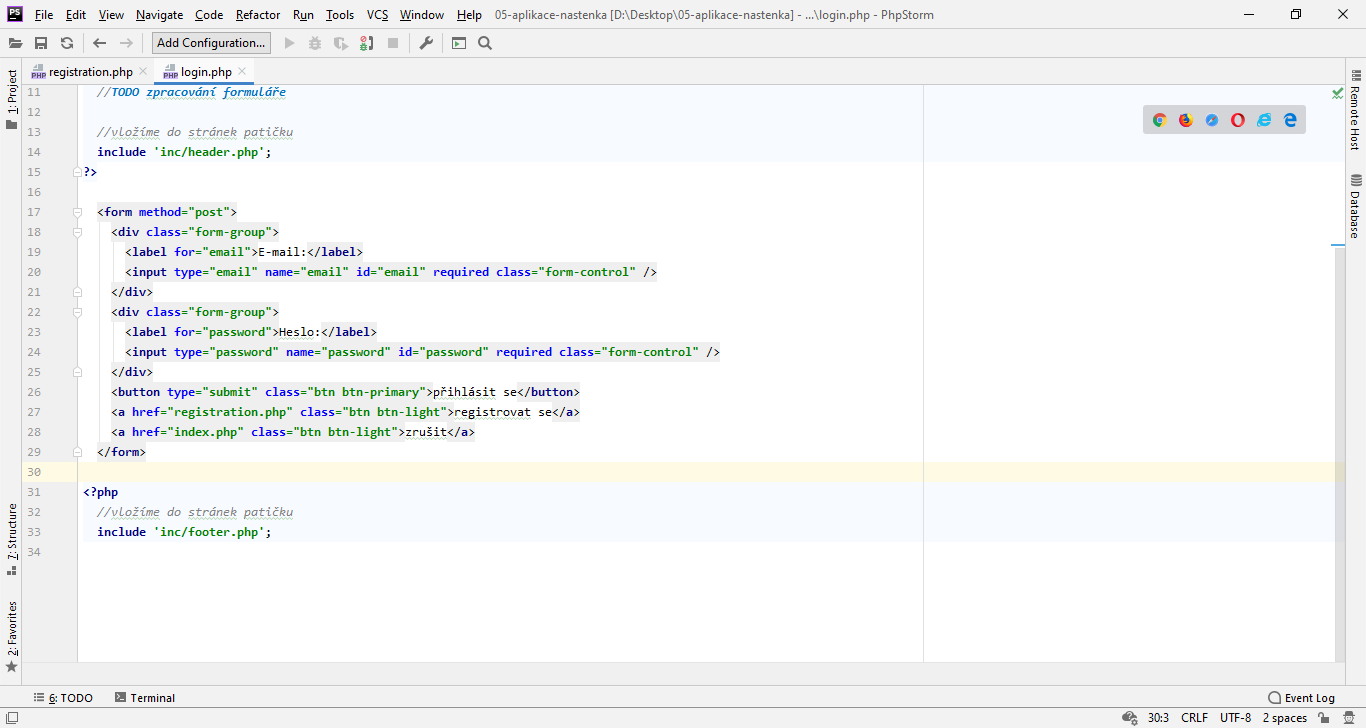 PS File Edit View Navigate Code Refactor Run Tools VCS Window Help 05-aplikace-nastenka [D:\Desktop\05-aplikace-nastenka] - ...\login.php - PhpStorm
Add Configuration...
registration.php login.php
1: Project
7: Structure
2: Favorites
11 //TODO zpracování formuláře
12
13 //vložíme do stránek patičku
14 include 'inc/header.php';
15 ?>
16
17 <form method="post">
18 <div class="form-group">
19 <label for="email">E-mail:</label>
20 <input type="email" name="email" id="email" required class="form-control" />
21 </div>
22 <div class="form-group">
23 <label for="password">Heslo:</label>
24 <input type="password" name="password" id="password" required class="form-control" />
25 </div>
26 <button type="submit" class="btn btn-primary">přihlásit se</button>
27 <a href="registration.php" class="btn btn-light">registrovat se</a>
28 <a href="index.php" class="btn btn-light">zrušit</a>
29 </form>
30
31 <?php
32 //vložíme do stránek patičku
33 include 'inc/footer.php';
34
Remote Host
Database
6: TODO Terminal Event Log
30:3 CRLF UTF-8 2 spaces